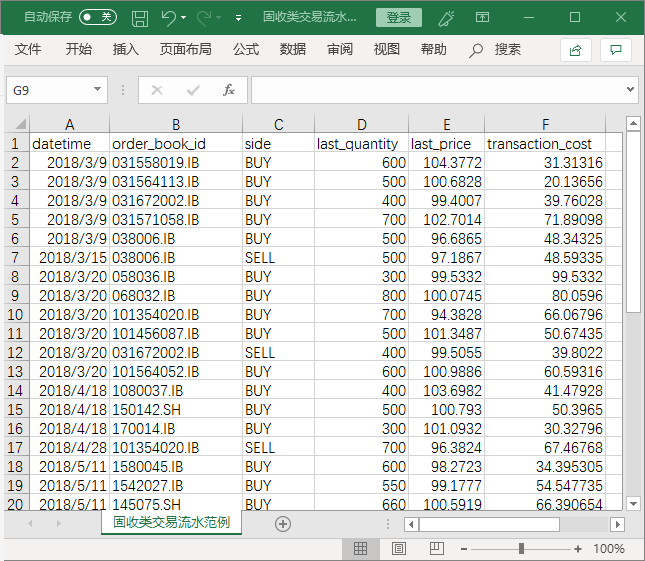 自动保存 关 固收类交易流水... 登录
文件 开始 插入 页面布局 公式 数据 审阅 视图 帮助 搜索
G9 fx
A B C D E F
1 datetime order_book_id side last_quantity last_price transaction_cost
2 2018/3/9 031558019.IB BUY 600 104.3772 31.31316
3 2018/3/9 031564113.IB BUY 500 100.6828 20.13656
4 2018/3/9 031672002.IB BUY 400 99.4007 39.76028
5 2018/3/9 031571058.IB BUY 700 102.7014 71.89098
6 2018/3/9 038006.IB BUY 500 96.6865 48.34325
7 2018/3/15 038006.IB SELL 500 97.1867 48.59335
8 2018/3/20 058036.IB BUY 300 99.5332 99.5332
9 2018/3/20 068032.IB BUY 800 100.0745 80.0596
10 2018/3/20 101354020.IB BUY 700 94.3828 66.06796
11 2018/3/20 101456087.IB BUY 500 101.3487 50.67435
12 2018/3/20 031672002.IB SELL 400 99.5055 39.8022
13 2018/3/20 101564052.IB BUY 600 100.9886 60.59316
14 2018/4/18 1080037.IB BUY 400 103.6982 41.47928
15 2018/4/18 150142.SH BUY 500 100.793 50.3965
16 2018/4/18 170014.IB BUY 300 101.0932 30.32796
17 2018/4/28 101354020.IB SELL 700 96.3824 67.46768
18 2018/5/11 1580045.IB BUY 600 98.2723 34.395305
19 2018/5/11 1542027.IB BUY 550 99.1777 54.547735
20 2018/5/11 145075.SH BUY 660 100.5919 66.390654
固收类交易流水范例
100%